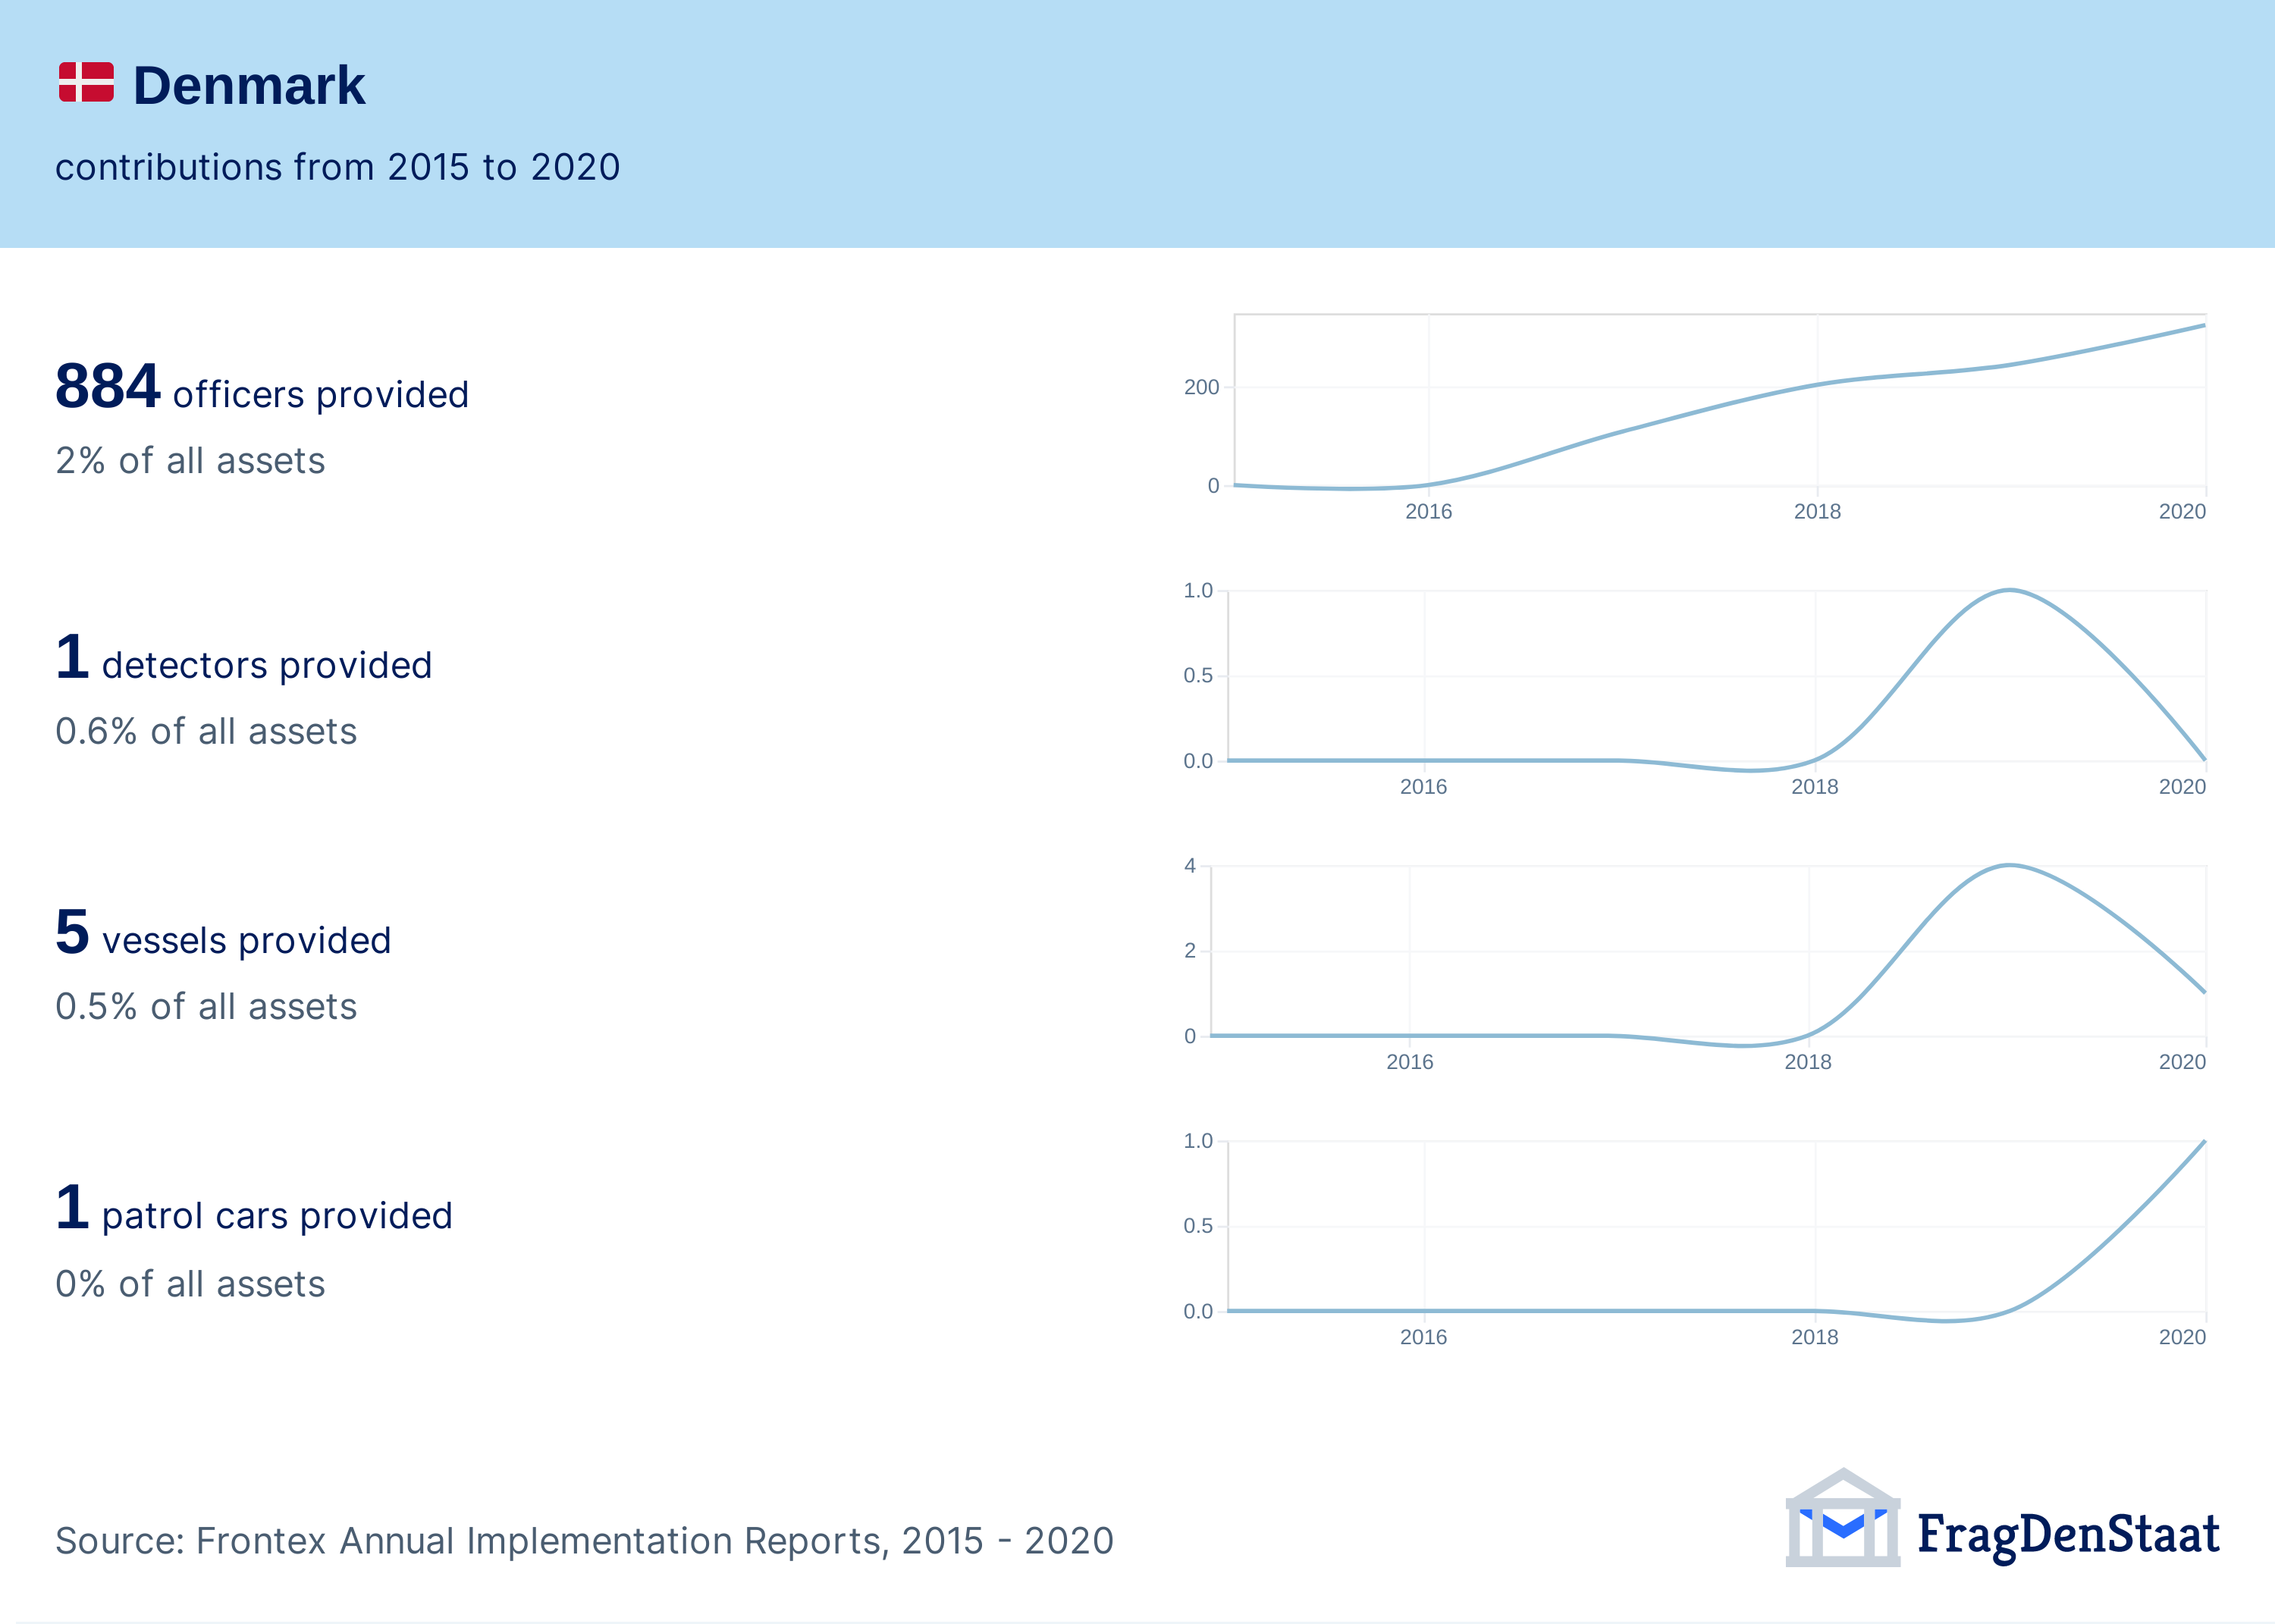 Denmark
contributions from 2015 to 2020
884 officers provided
2% of all assets
200
0
2016 2018 2020
1 detectors provided
0.6% of all assets
1.0
0.5
0.0
2016 2018 2020
5 vessels provided
0.5% of all assets
4
2
0
2016 2018 2020
1 patrol cars provided
0% of all assets
1.0
0.5
0.0
2016 2018 2020
Source: Frontex Annual Implementation Reports, 2015 - 2020
FragDenStaat